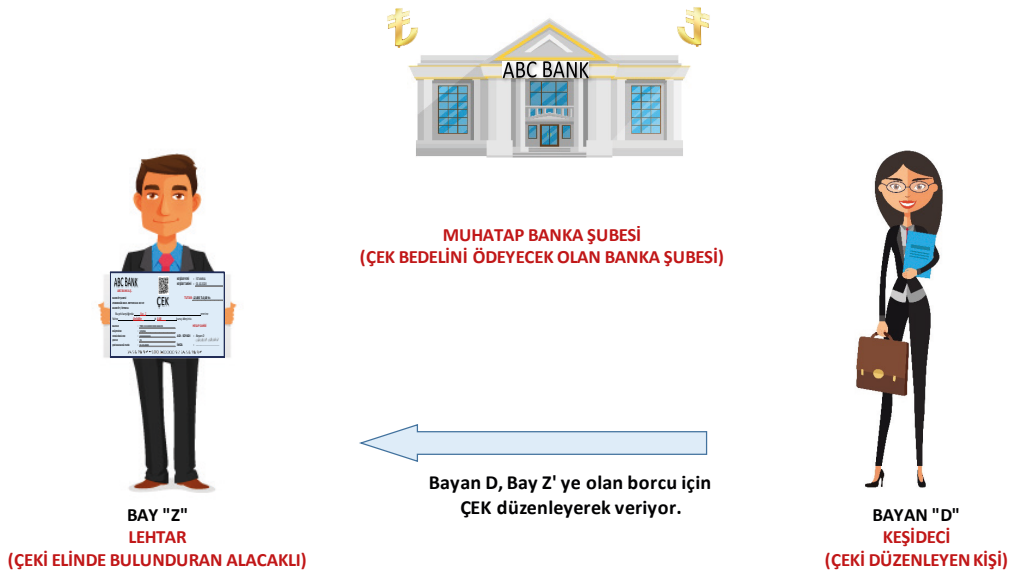 ABC BANK
MUHATAP BANKA ŞUBESİ
(ÇEK BEDELİNİ ÖDEYECEK OLAN BANKA ŞUBESİ)
ABC BANK
ÇEK
Bayan D, Bay Z' ye olan borcu için
ÇEK düzenleyerek veriyor.
BAY "Z"
LEHTAR
(ÇEKİ ELİNDE BULUNDURAN ALACAKLI)
BAYAN "D"
KEŞİDECİ
(ÇEKİ DÜZENLEYEN KİŞİ)